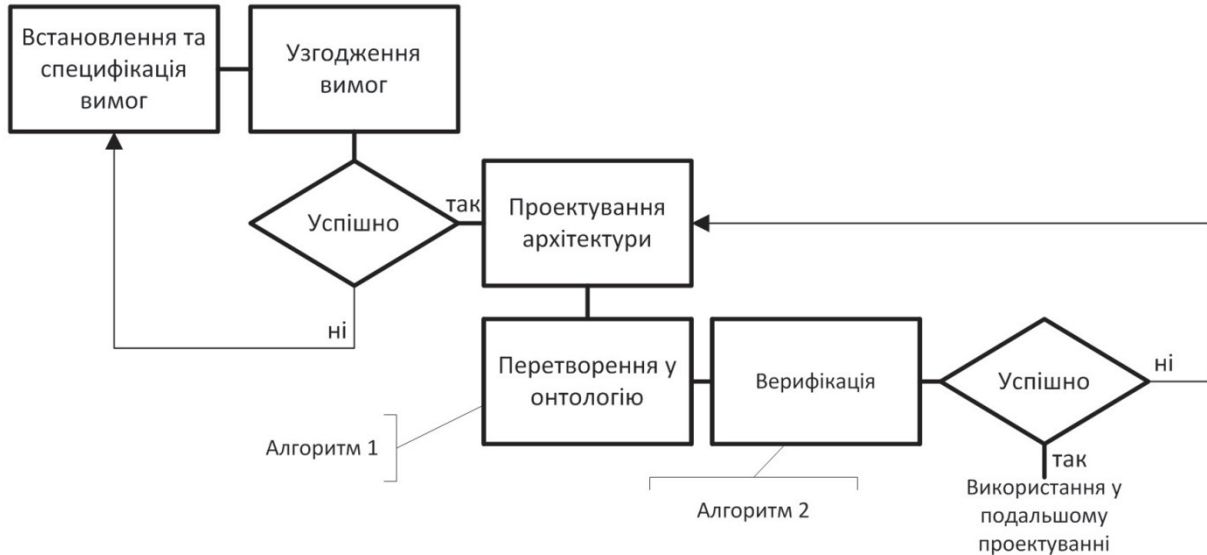 Встановлення та
специфікація
вимог
Узгодження
вимог
Успішно
так
ні
Проектування
архітектури
Перетворення у
онтологію
Алгоритм 1
Верифікація
Алгоритм 2
Успішно
ні
так
Використання у
подальшому
проектуванні